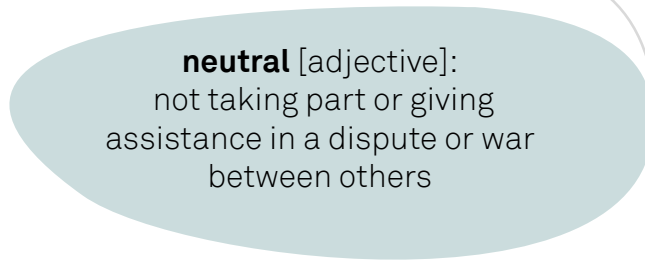 neutral [adjective]:
not taking part or giving
assistance in a dispute or war
between others